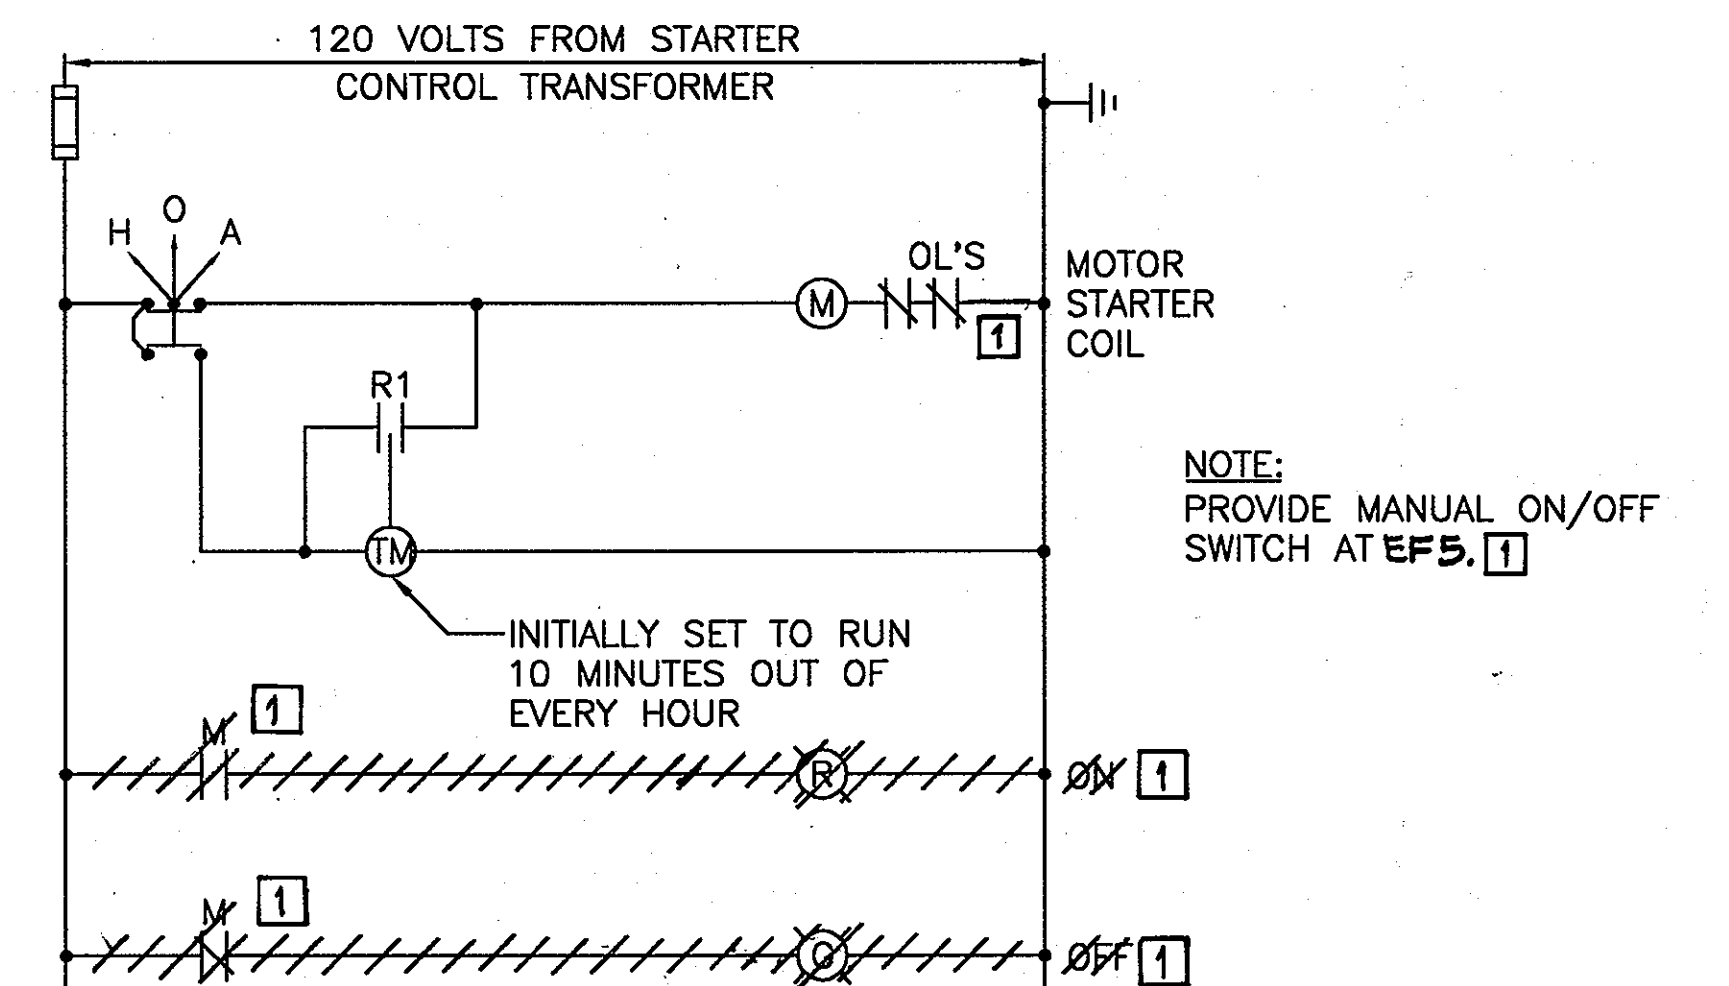 120 VOLTS FROM STARTER
CONTROL TRANSFORMER
H O A
M
OL'S
1
MOTOR
STARTER
COIL
R1
NOTE:
PROVIDE MANUAL ON/OFF
SWITCH AT EF5. 1
TM
INITIALLY SET TO RUN
10 MINUTES OUT OF
EVERY HOUR
M 1
R
ON 1
M 1
G
OFF 1